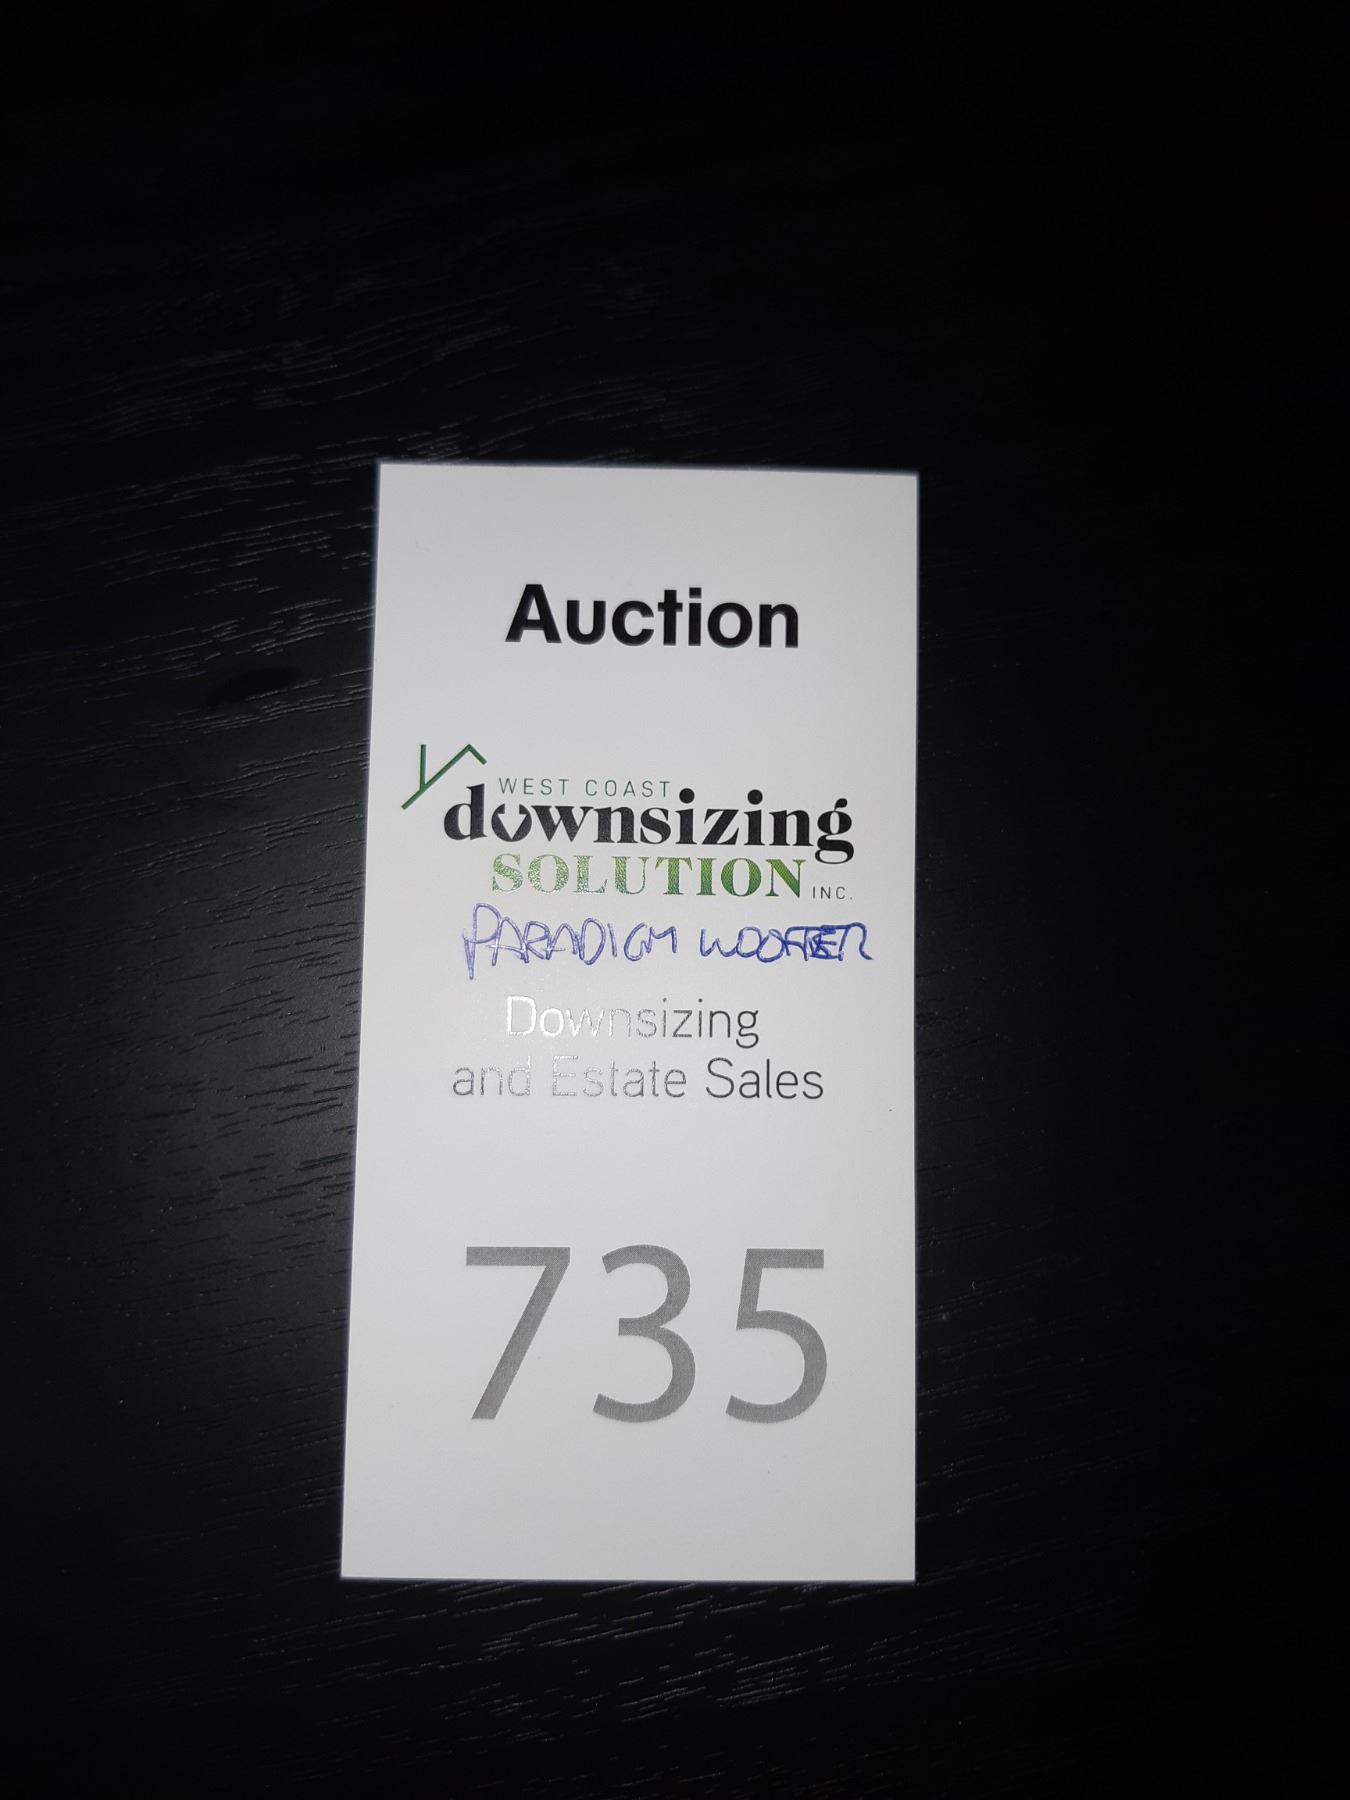 Auction
WEST COAST
downsizing
SOLUTION INC.
PARADIGM WOOFER
Downsizing
and Estate Sales
735